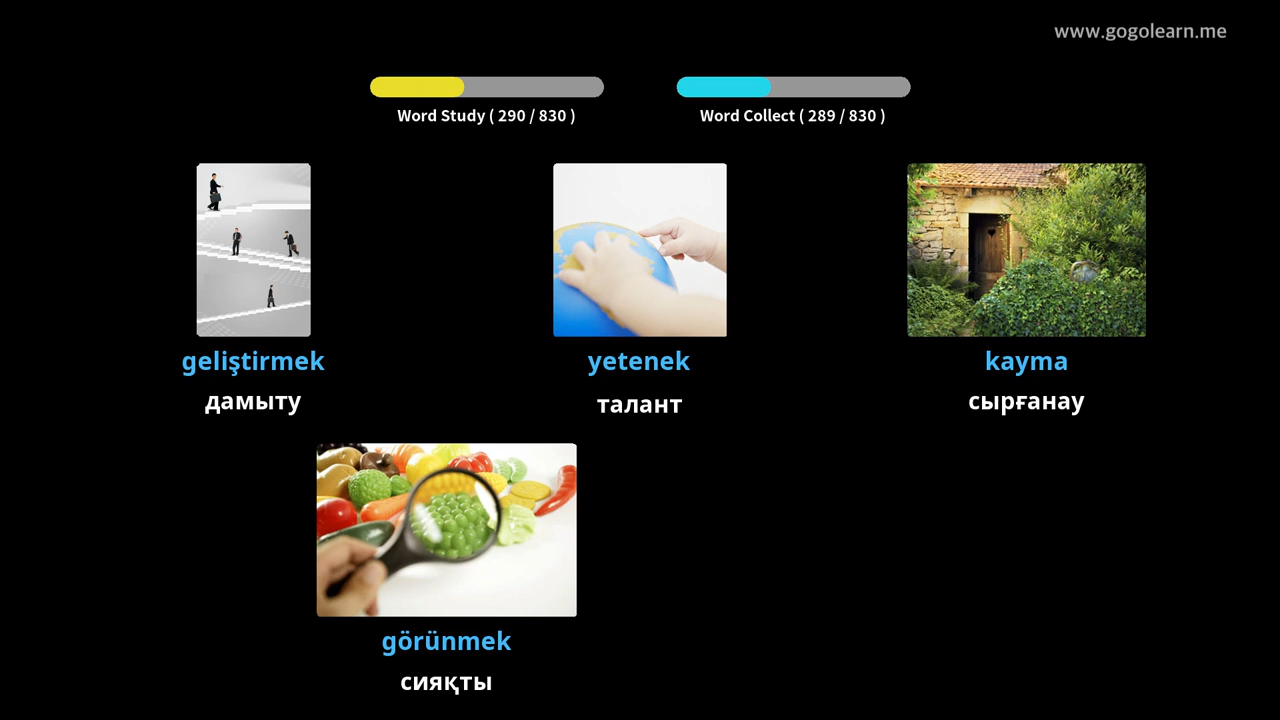 www.gogolearn.me
Word Study ( 290 / 830 )
Word Collect ( 289 / 830 )
geliştirmek
дамыту
yetenek
талант
kayma
сырғанау
görünmek
сияқты